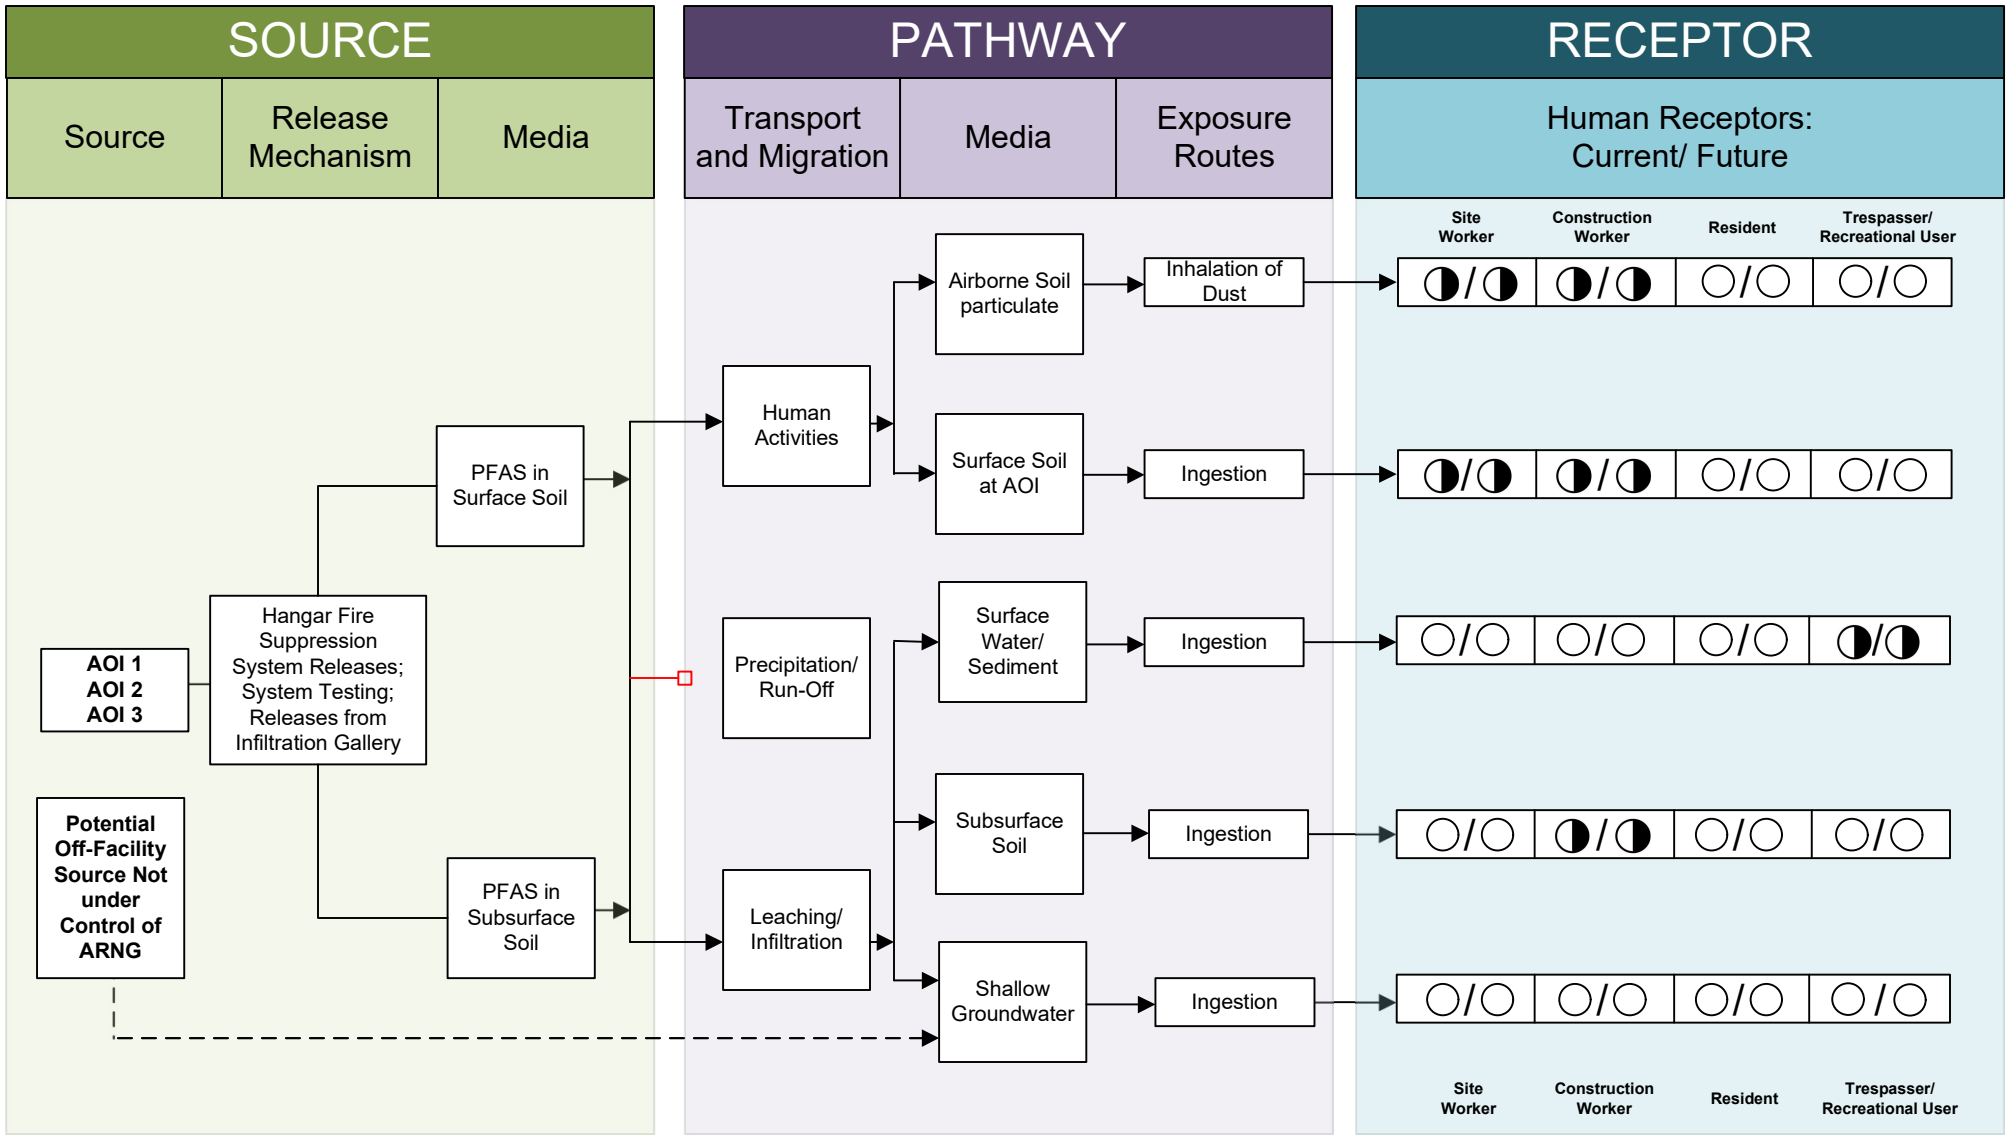 SOURCE
PATHWAY
RECEPTOR
Source
Release
Mechanism
Media
Transport
and Migration
Media
Exposure
Routes
Human Receptors:
Current/ Future
Site
Worker
Construction
Worker
Resident
Trespasser/
Recreational User
Airborne Soil
particulate
Inhalation of
Dust
/
/
/
/
Human
Activities
PFAS in
Surface Soil
Surface Soil
at AOI
Ingestion
/
/
/
/
Hangar Fire
Suppression
System Releases;
System Testing;
Releases from
Infiltration Gallery
AOI 1
AOI 2
AOI 3
Precipitation/
Run-Off
Surface
Water/
Sediment
Ingestion
/
/
/
/
Potential
Off-Facility
Source Not
under
Control of
ARNG
PFAS in
Subsurface
Soil
Subsurface
Soil
Ingestion
/
/
/
/
Leaching/
Infiltration
Shallow
Groundwater
Ingestion
/
/
/
/
Site
Worker
Construction
Worker
Resident
Trespasser/
Recreational User